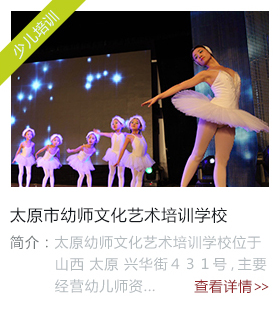 少儿培训
太原市幼师文化艺术培训学校
简介：太原幼师文化艺术培训学校位于
山西 太原 兴华街４３１号，主要
经营幼儿师资... 查看详情>>